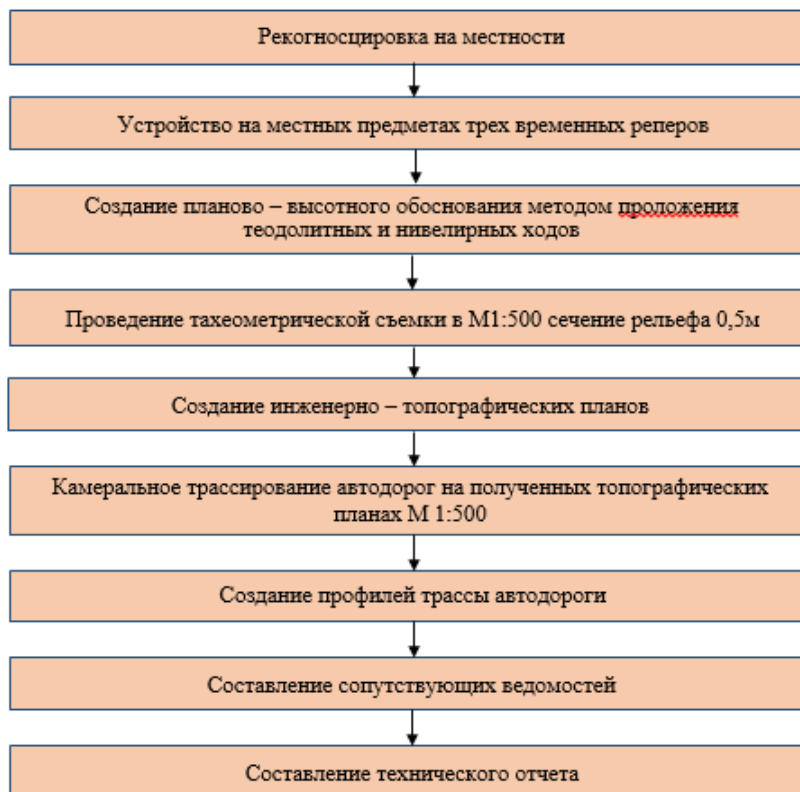 Рекогносцировка на местности
Устройство на местных предметах трех временных реперов
Создание планово – высотного обоснования методом проложения
теодолитных и нивелирных ходов
Проведение тахеометрической съемки в М1:500 сечение рельефа 0,5м
Создание инженерно – топографических планов
Камеральное трассирование автодорог на полученных топографических
планах М 1:500
Создание профилей трассы автодороги
Составление сопутствующих ведомостей
Составление технического отчета